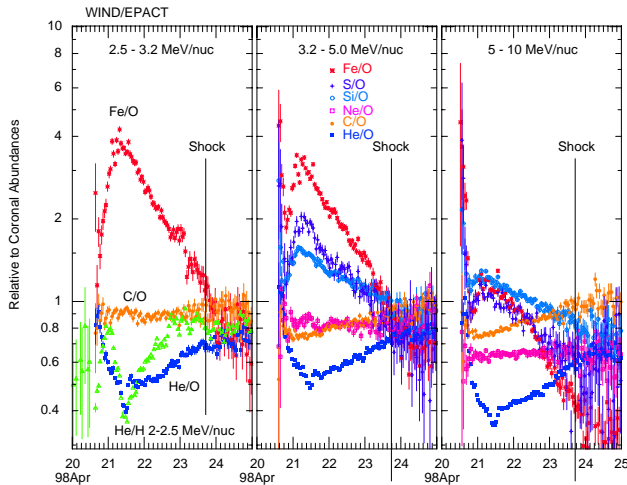 WIND/EPACT
2.5 - 3.2 MeV/nuc
3.2 - 5.0 MeV/nuc
5 - 10 MeV/nuc
Fe/O
S/O
Si/O
Ne/O
C/O
He/O
Fe/O
Shock
Shock
Shock
C/O
He/O
He/H 2-2.5 MeV/nuc
Relative to Coronal Abundances
10
8
6
4
2
1
0.8
0.6
0.4
20 21 22 23 24 20 21 22 23 24 20 21 22 23 24 25
98Apr 98Apr 98Apr